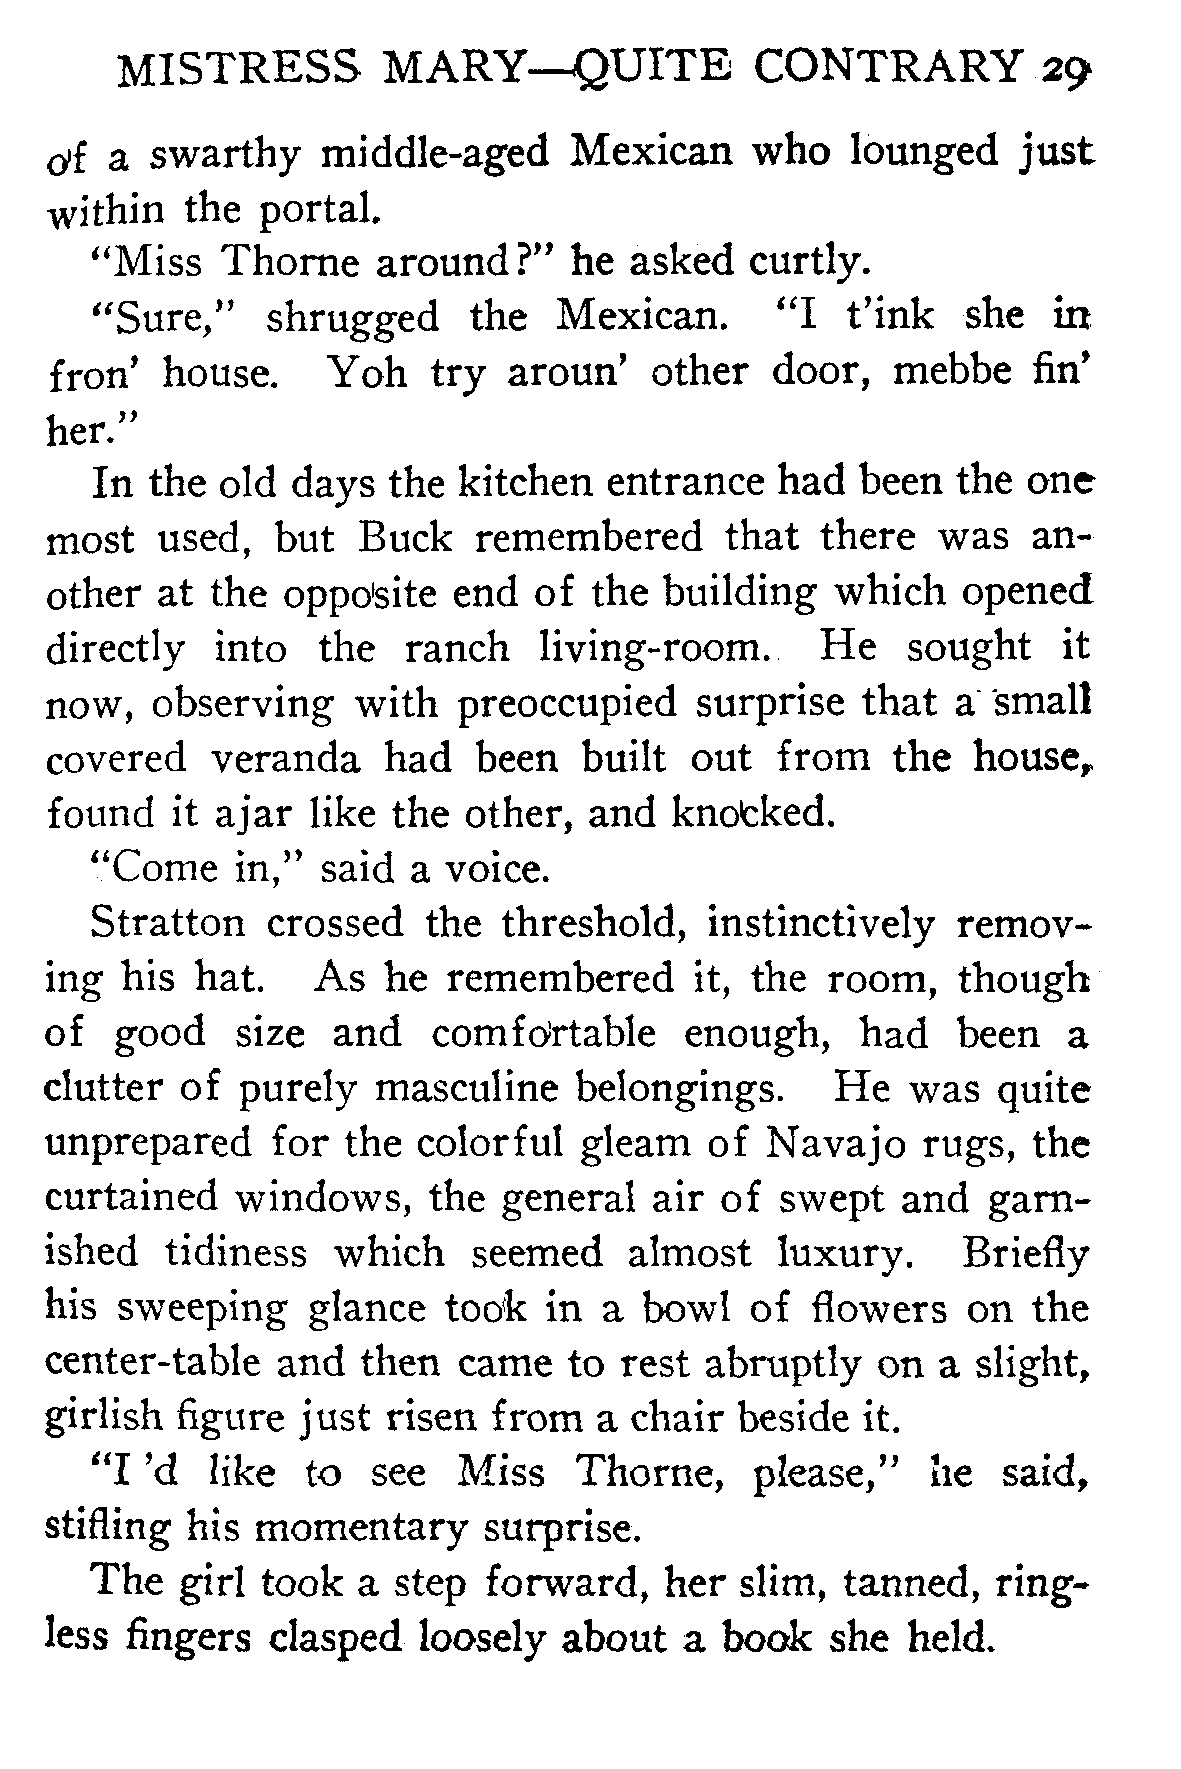 MISTRESS MARY—QUITE CONTRARY 29
of a swarthy middle-aged Mexican who lounged just
within the portal.
“Miss Thorne around?” he asked curtly.
“Sure,” shrugged the Mexican. “I t’ink she in
fron’ house. Yoh try aroun’ other door, mebbe fin’
her.”
In the old days the kitchen entrance had been the one
most used, but Buck remembered that there was an-
other at the opposite end of the building which opened
directly into the ranch living-room. He sought it
now, observing with preoccupied surprise that a small
covered veranda had been built out from the house,
found it ajar like the other, and knocked.
“Come in,” said a voice.
Stratton crossed the threshold, instinctively remov-
ing his hat. As he remembered it, the room, though
of good size and comfortable enough, had been a
clutter of purely masculine belongings. He was quite
unprepared for the colorful gleam of Navajo rugs, the
curtained windows, the general air of swept and garn-
ished tidiness which seemed almost luxury. Briefly
his sweeping glance took in a bowl of flowers on the
center-table and then came to rest abruptly on a slight,
girlish figure just risen from a chair beside it.
“I ’d like to see Miss Thorne, please,” he said,
stifling his momentary surprise.
The girl took a step forward, her slim, tanned, ring-
less fingers clasped loosely about a book she held.